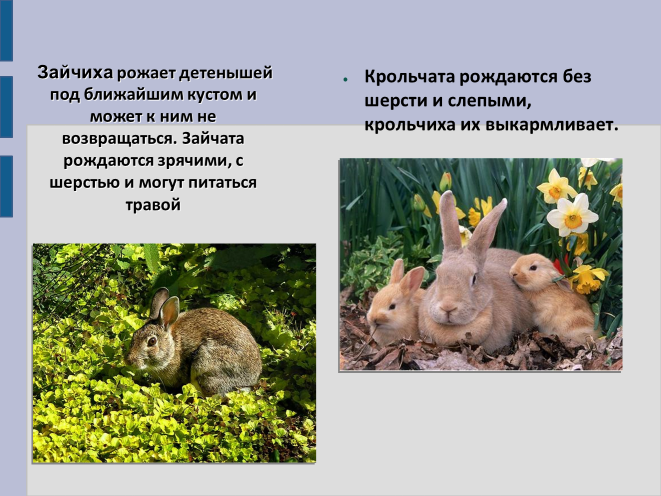 Зайчиха рожает детенышей
под ближайшим кустом и
может к ним не
возвращаться. Зайчата
рождаются зрячими, с
шерстью и могут питаться
травой
Крольчата рождаются без
шерсти и слепыми,
крольчиха их выкармливает.